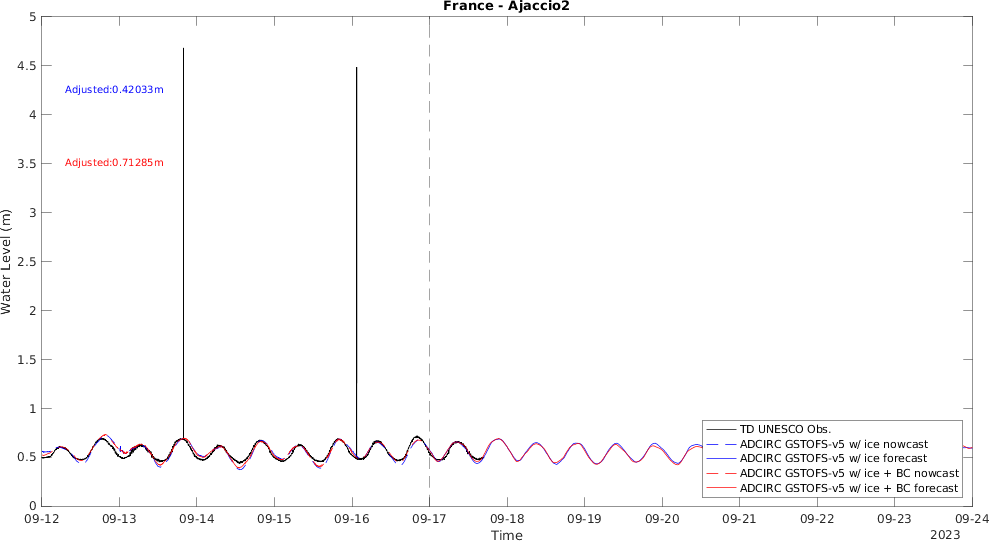 France - Ajaccio2
Water Level (m)
5
4.5
4
3.5
3
2.5
2
1.5
1
0.5
0
Adjusted:0.42033m
Adjusted:0.71285m
TD UNESCO Obs.
ADCIRC GSTOFS-v5 w/ ice nowcast
ADCIRC GSTOFS-v5 w/ ice forecast
ADCIRC GSTOFS-v5 w/ ice + BC nowcast
ADCIRC GSTOFS-v5 w/ ice + BC forecast
09-12 09-13 09-14 09-15 09-16 09-17 09-18 09-19 09-20 09-21 09-22 09-23 09-24
Time
2023